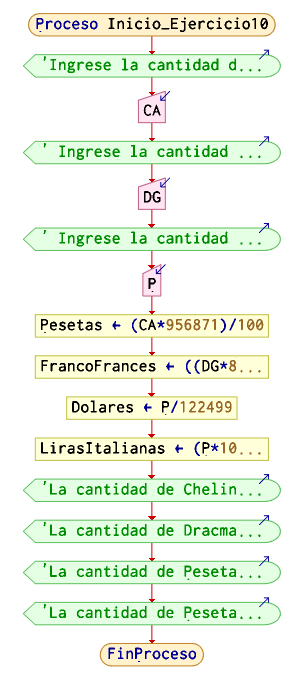 Proceso Inicio_Ejercicio10
'Ingrese la cantidad d...
CA
' Ingrese la cantidad ...
DG
' Ingrese la cantidad ...
P
Pesetas ← (CA*956871)/100
FrancoFrances ← ((DG*8...
Dolares ← P/122499
LirasItalianas ← (P*10...
'La cantidad de Chelin...
'La cantidad de Dracma...
'La cantidad de Peseta...
'La cantidad de Peseta...
FinProceso